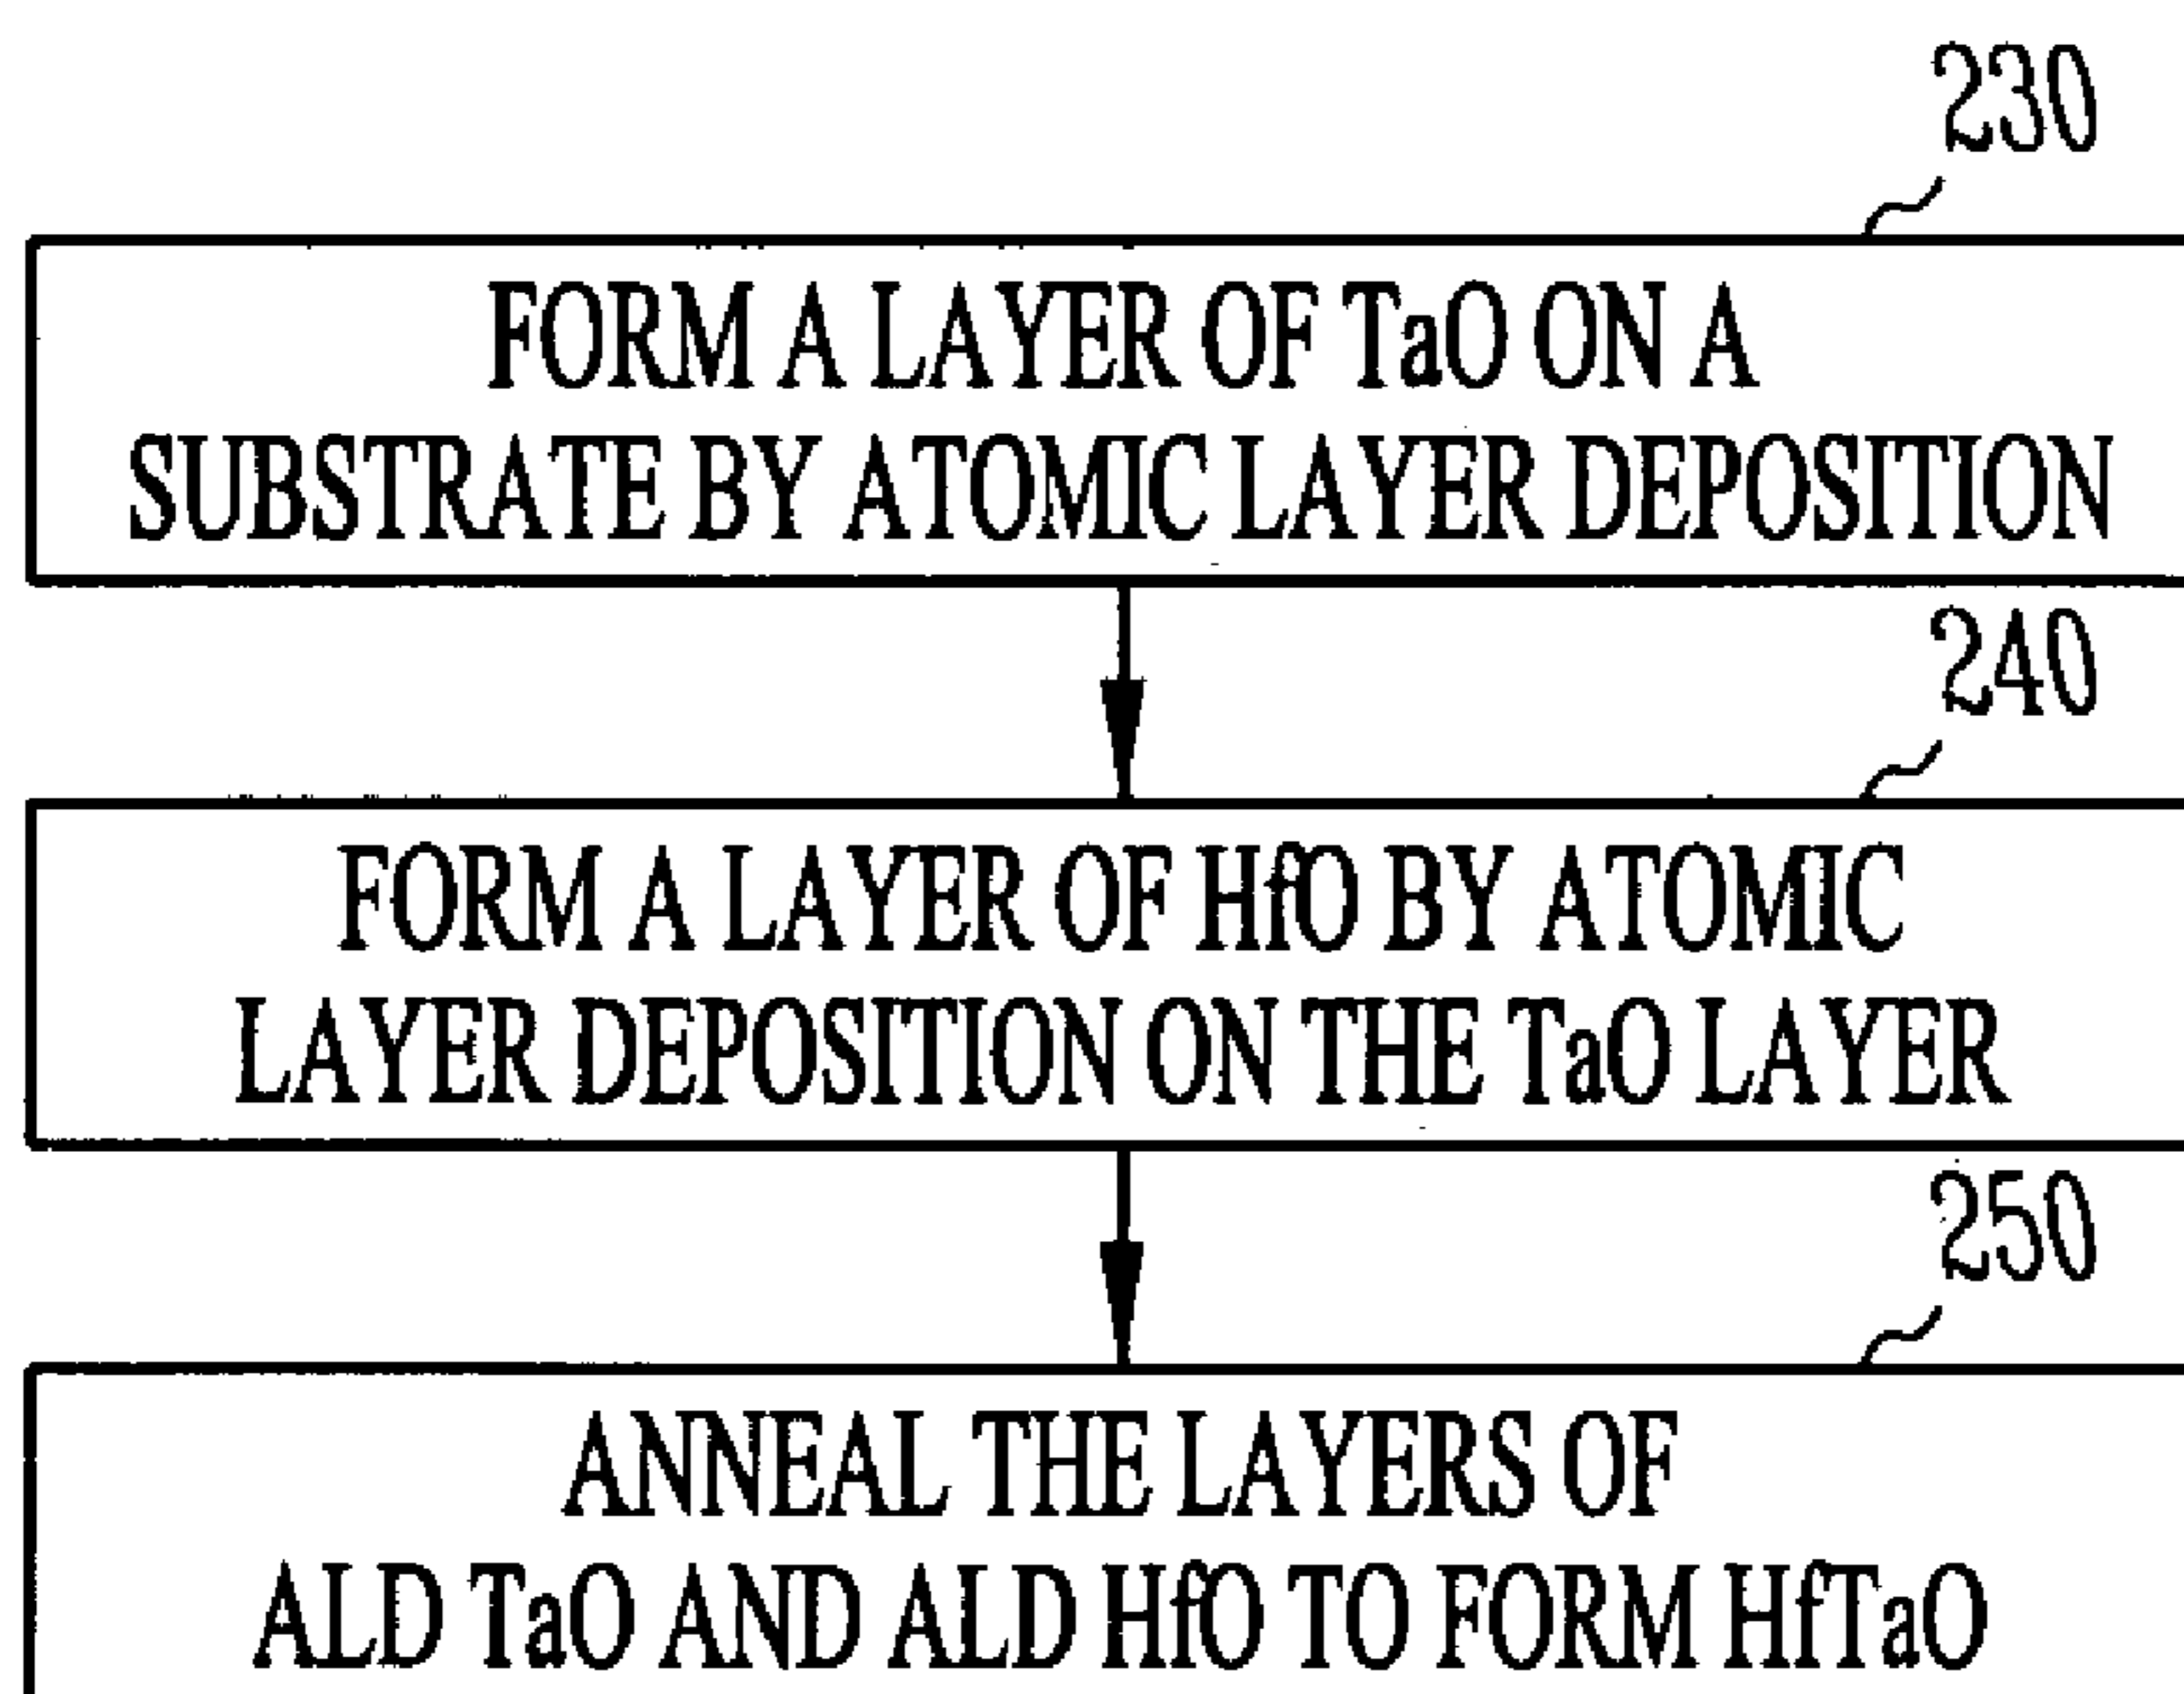 230
FORM A LAYER OF TaO ON A
SUBSTRATE BY ATOMIC LAYER DEPOSITION
240
FORM A LAYER OF HfO BY ATOMIC
LAYER DEPOSITION ON THE TaO LAYER
250
ANNEAL THE LAYERS OF
ALD TaO AND ALD HfO TO FORM HfTaO